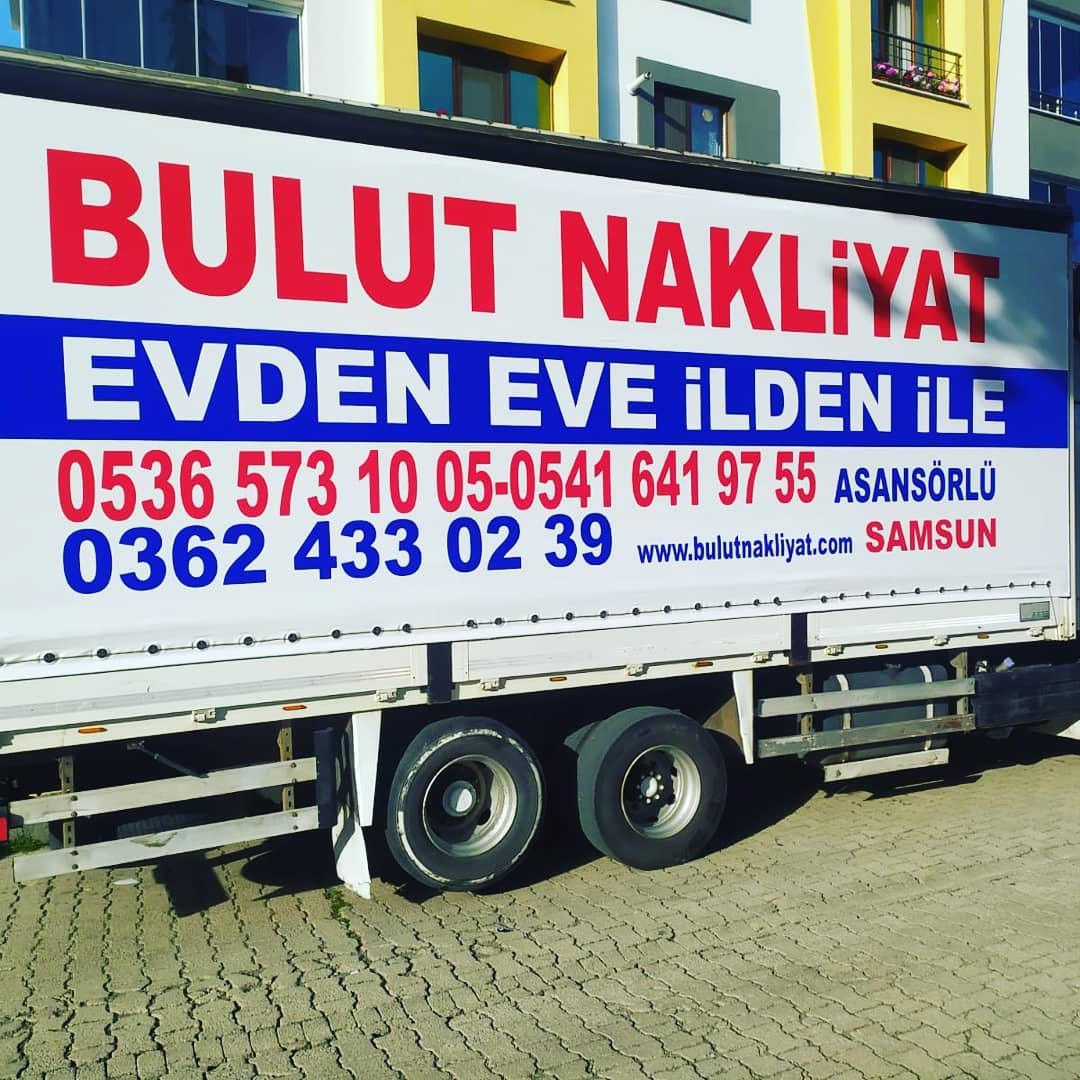 BULUT NAKLiYAT
EVDEN EVE iLDEN iLE
0536 573 10 05-0541 641 97 55 ASANSÖRLÜ
0362 433 02 39 www.bulutnakliyat.com SAMSUN